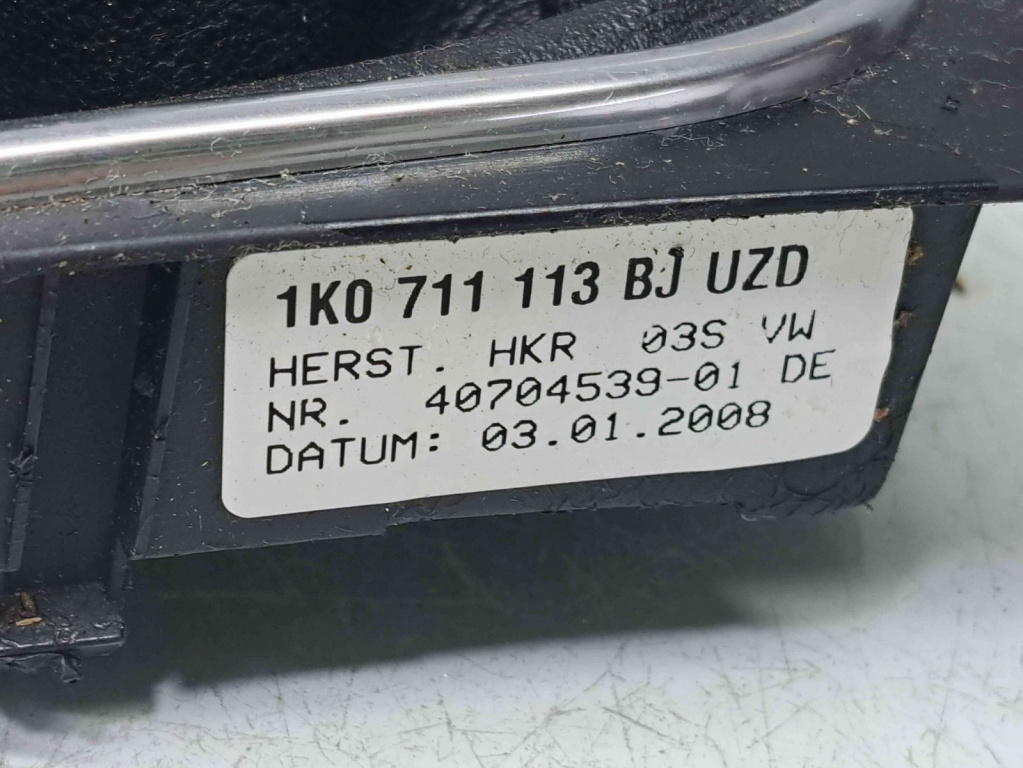 1K0 711 113 BJ UZD
HERST. HKR 03S VW
NR. 40704539-01 DE
DATUM: 03.01.2008